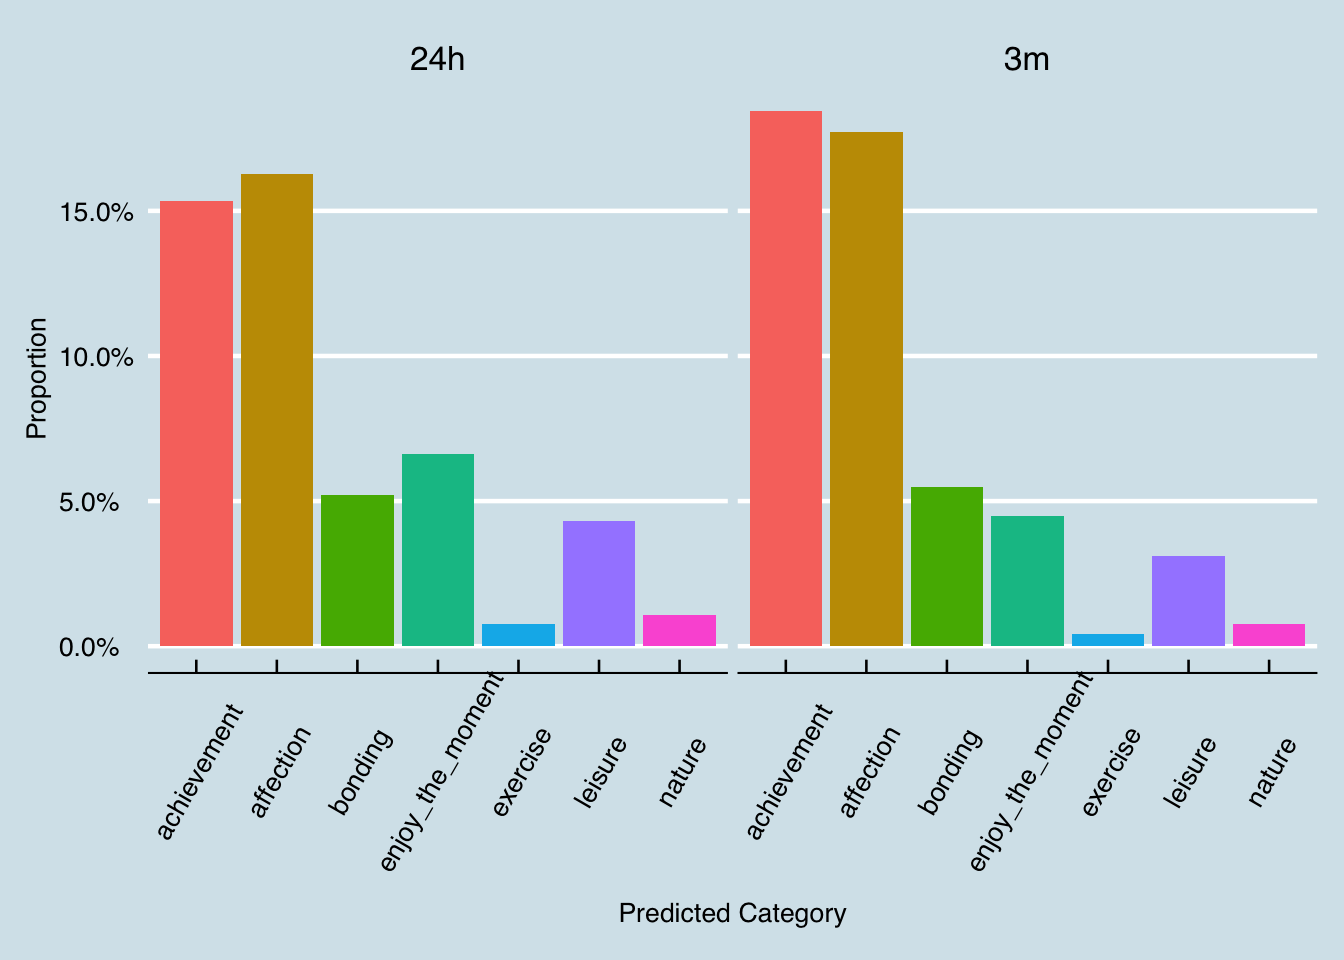 24h
3m
Proportion
15.0%
10.0%
5.0%
0.0%
achievement
affection
bonding
enjoy_the_moment
exercise
leisure
nature
achievement
affection
bonding
enjoy_the_moment
exercise
leisure
nature
Predicted Category